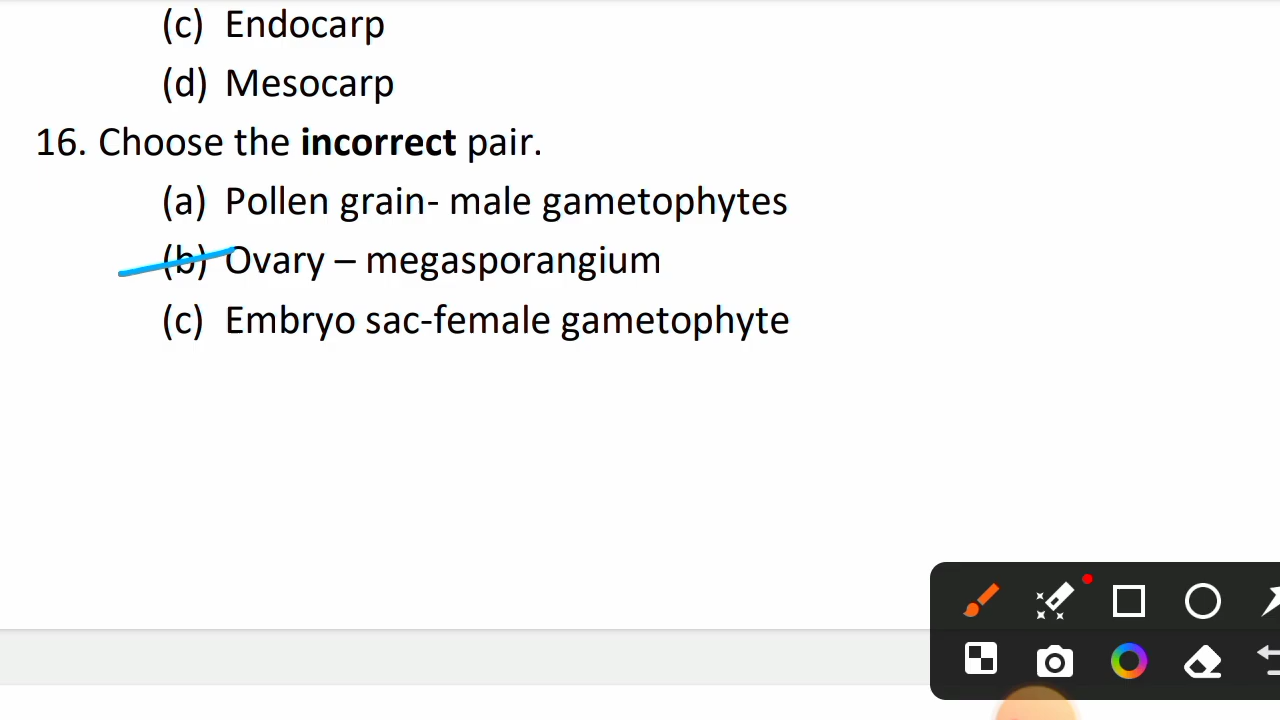 (c) Endocarp
(d) Mesocarp
16. Choose the incorrect pair.
(a) Pollen grain- male gametophytes
(b) Ovary – megasporangium
(c) Embryo sac-female gametophyte